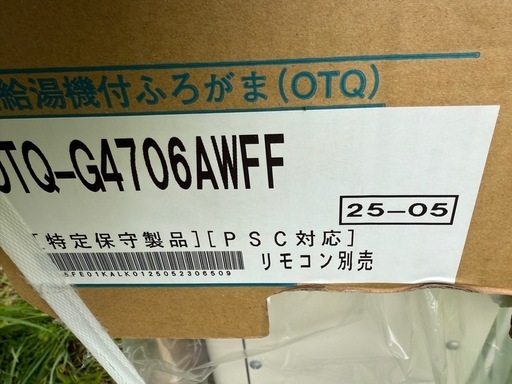 給湯機付ふろがま(OTQ)
OTQ-G4706AWFF
25-05
[特定保守製品][PSC対応]
5FE01KALK0125052306509
リモコン別売